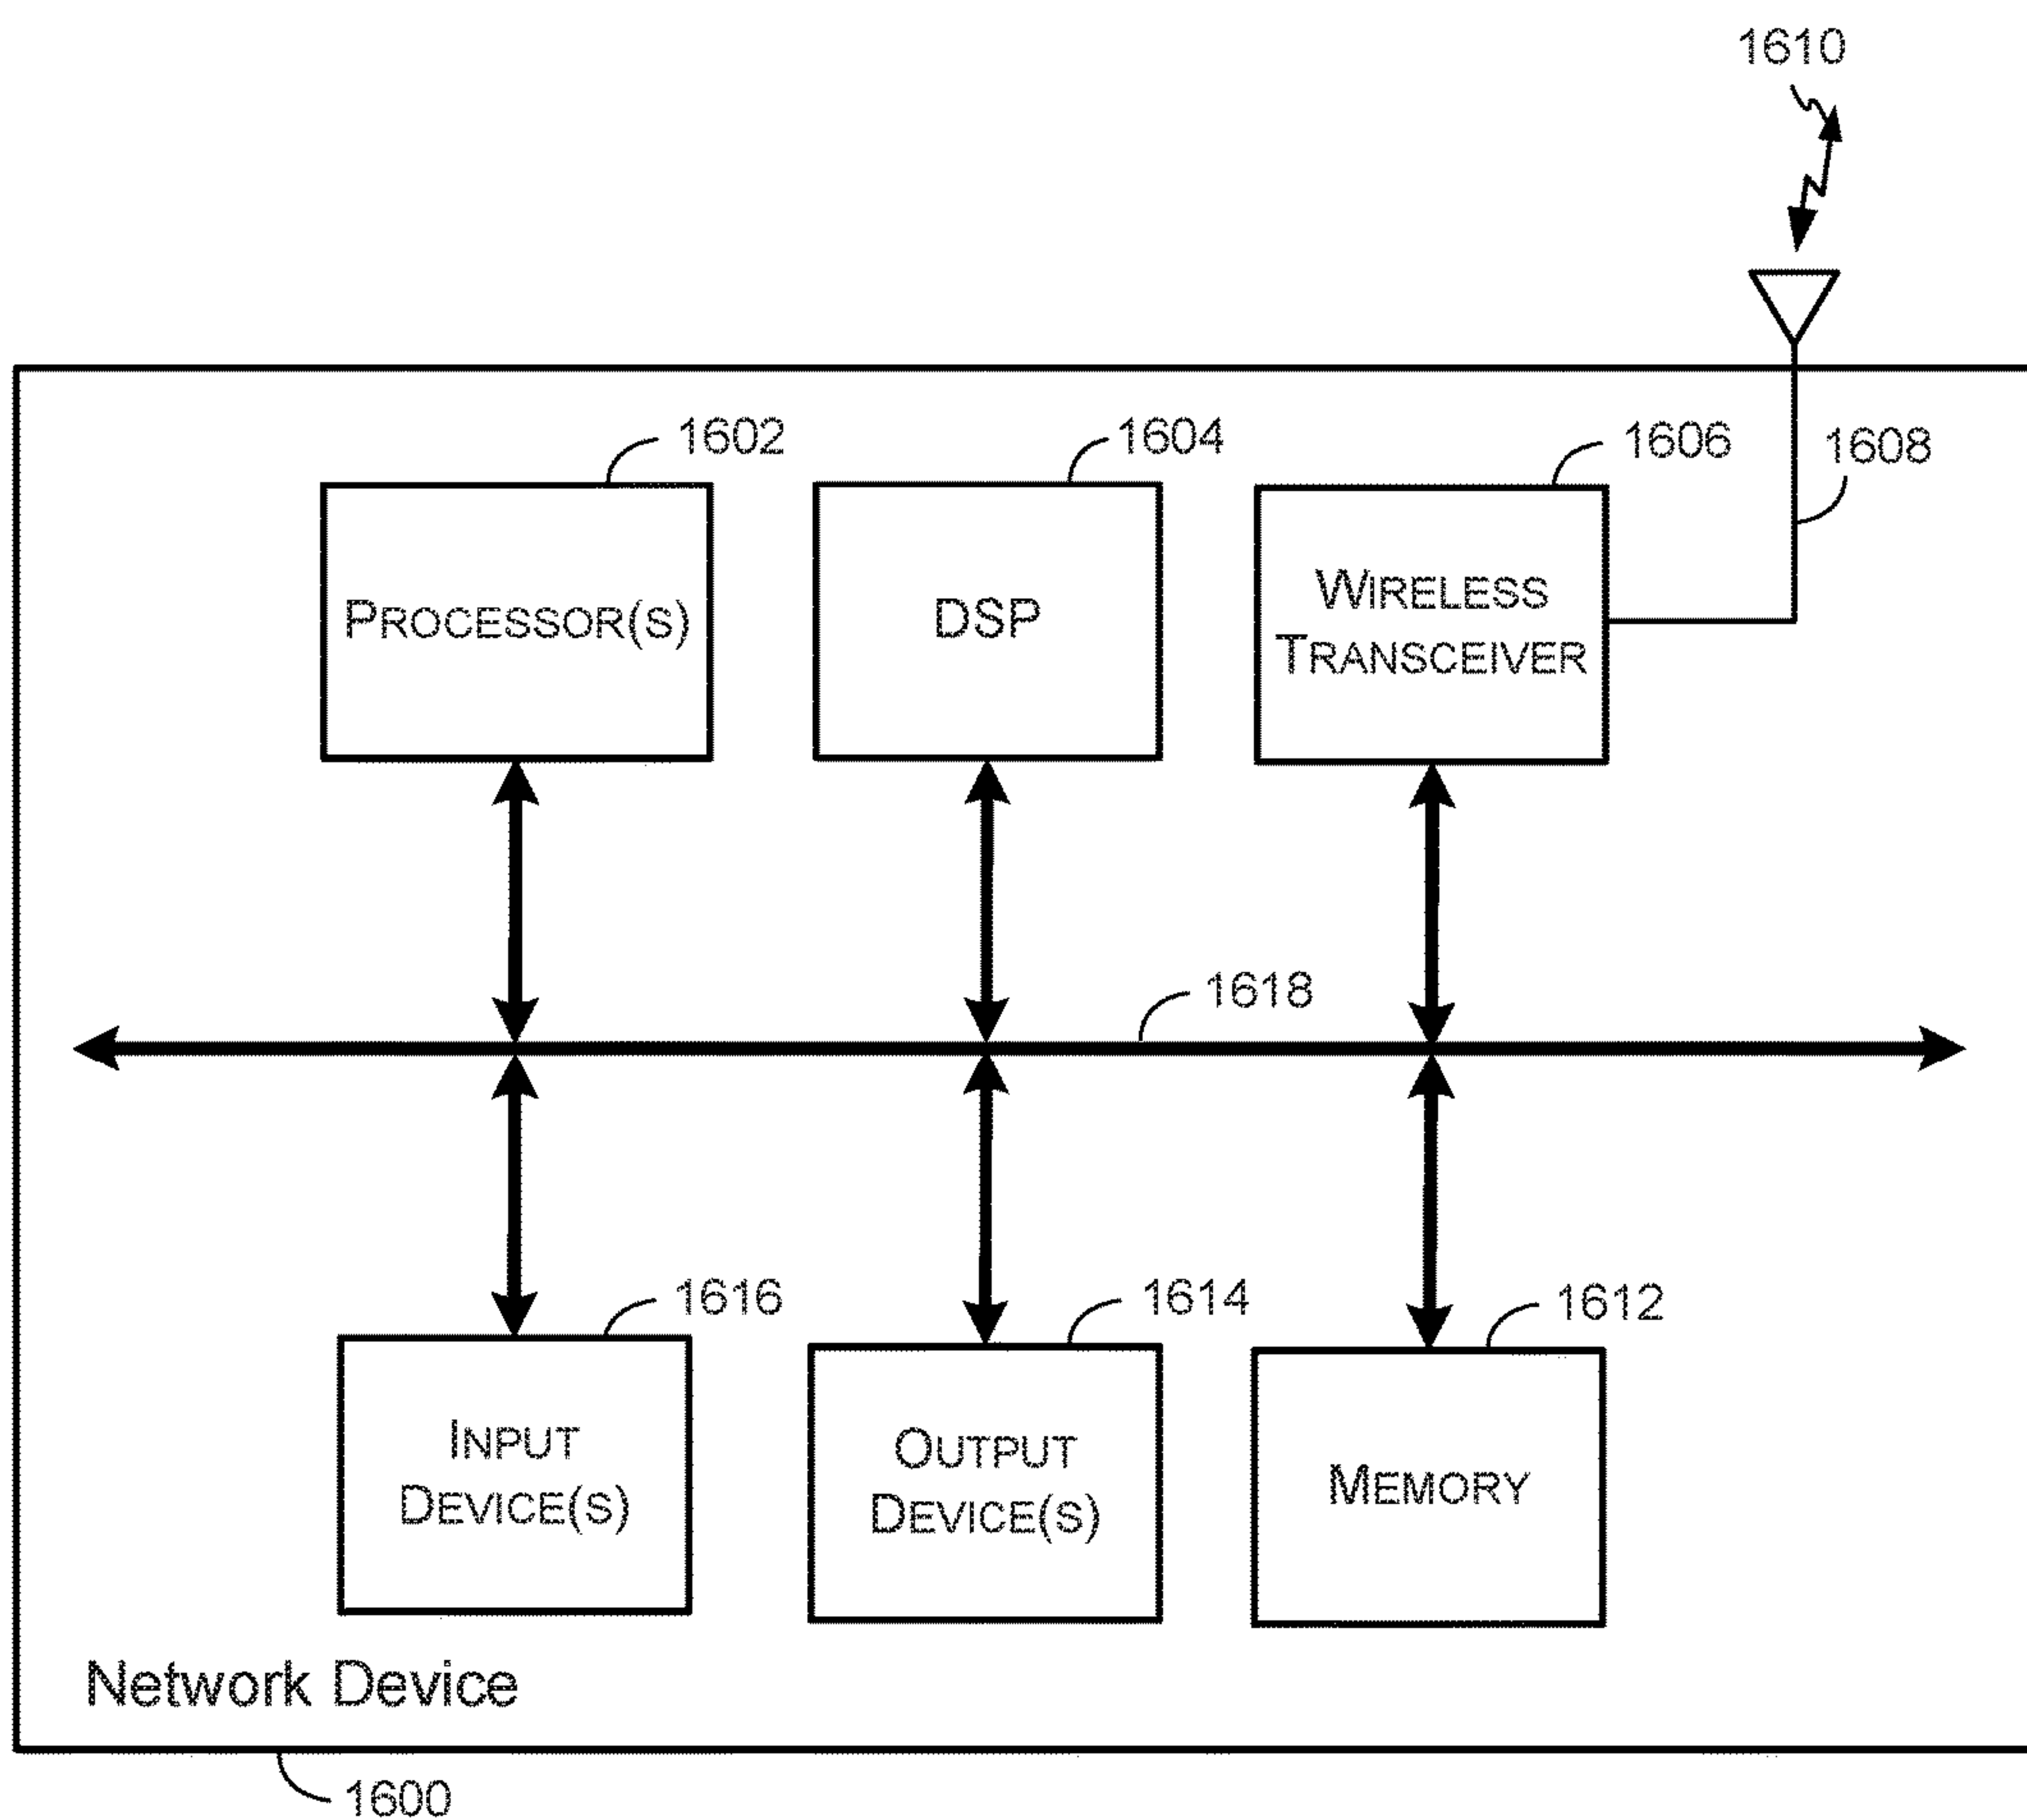 1610
1602
1604
1606
1608
PROCESSOR(S)
DSP
WIRELESS
TRANSCEIVER
1618
1616
1614
1612
INPUT
DEVICE(S)
OUTPUT
DEVICE(S)
MEMORY
Network Device
1600